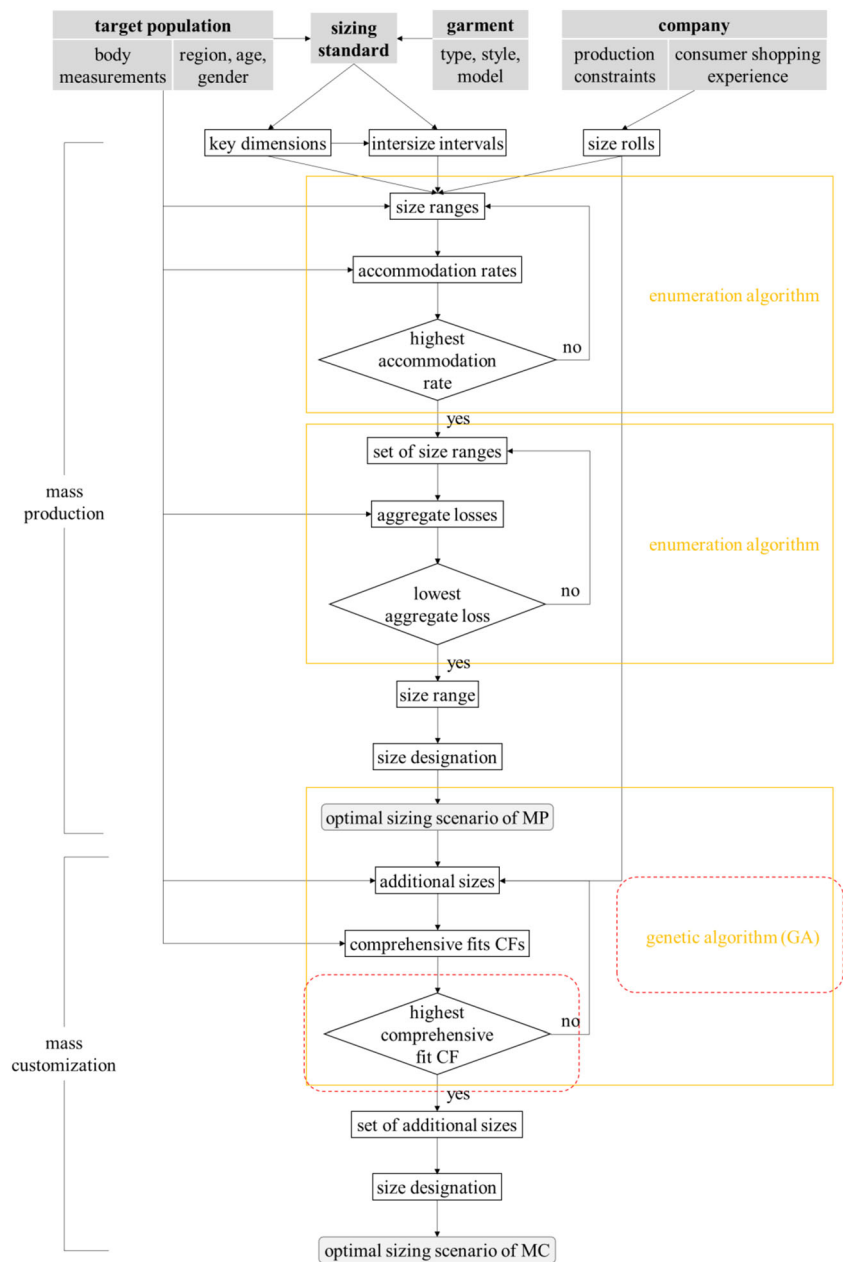 target population
body
measurements
region, age,
gender
sizing
standard
garment
type, style,
model
company
production
constraints
consumer shopping
experience
key dimensions
intersize intervals
size rolls
size ranges
accommodation rates
enumeration algorithm
highest
accommodation
rate
no
yes
set of size ranges
mass
production
aggregate losses
enumeration algorithm
lowest
aggregate loss
no
yes
size range
size designation
optimal sizing scenario of MP
additional sizes
comprehensive fits CFs
genetic algorithm (GA)
highest
comprehensive
fit CF
no
mass
customization
yes
set of additional sizes
size designation
optimal sizing scenario of MC